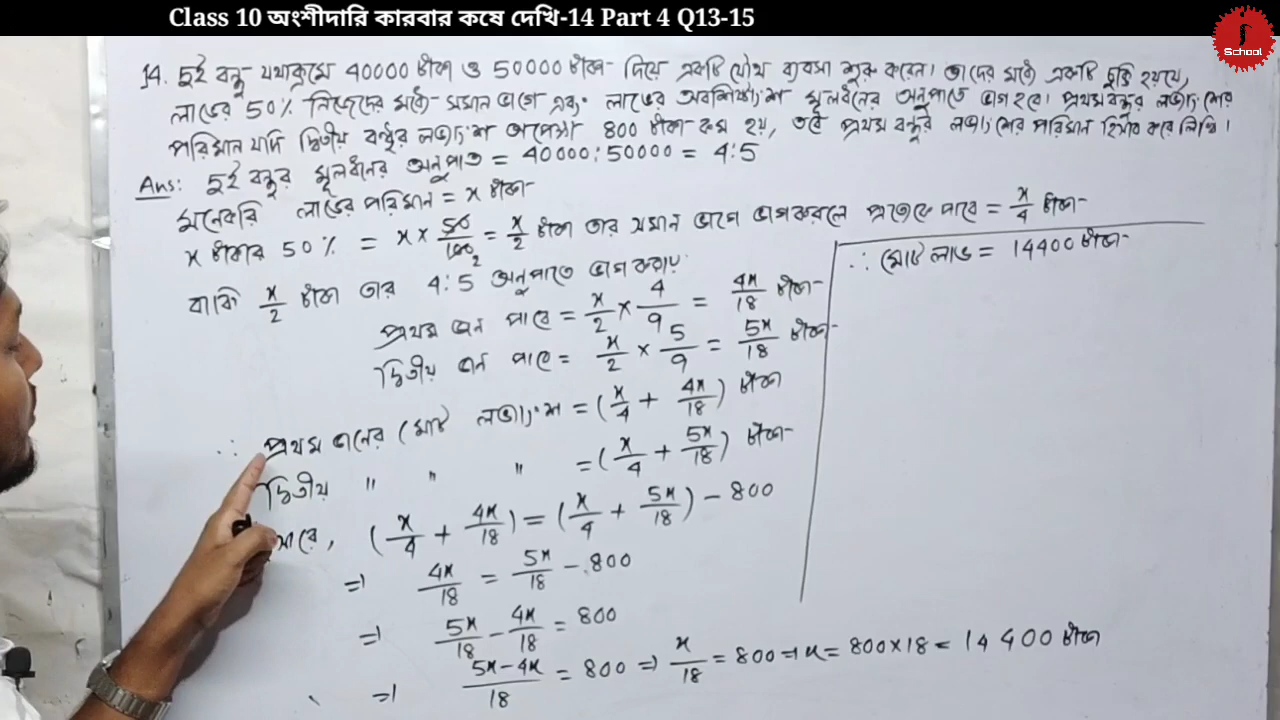 Class 10 অংশীদারি কারবার কষে দেখি-14 Part 4 Q13-15
School
14. দুই বন্ধু যথাক্রমে 40000 টাকা ও 50000 টাকা দিয়ে একটি যৌথ ব্যবসা শুরু করেন। তাদের মধ্যে একটি চুক্তি হয় যে,
লাভের 50% নিজেদের মধ্যে সমান ভাগে এবং লাভের অবশিষ্টাংশ মূলধনের অনুপাতে ভাগ হবে। প্রথম বন্ধুর লভ্যাংশের
পরিমান যদি দ্বিতীয় বন্ধুর লভ্যাংশ অপেক্ষা 800 টাকা কম হয়, তবে প্রথম বন্ধুর লভ্যাংশের পরিমান হিসাব করে লিখি।
Ans: দুই বন্ধুর মূলধনের অনুপাত = 40000:50000 = 4:5
মনেকরি লাভের পরিমান = x টাকা
x টাকার 50% = x × 50/100 = x/2 টাকা তার সমান ভাগে ভাগ করলে প্রত্যেকে পাবে = x/4 টাকা
বাকি x/2 টাকা তার 4:5 অনুপাতে ভাগ করায়
প্রথম জন পাবে = x/2 × 4/9 = 4x/18 টাকা
দ্বিতীয় জন পাবে = x/2 × 5/9 = 5x/18 টাকা
∴ প্রথম জনের মোট লভ্যাংশ = (x/4 + 4x/18) টাকা
দ্বিতীয় " " " = (x/4 + 5x/18) টাকা
(x/4 + 4x/18) = (x/4 + 5x/18) - 800
⇒ 4x/18 = 5x/18 - 800
⇒ 5x/18 - 4x/18 = 800
⇒ 5x-4x/18 = 800 ⇒ x/18 = 800 ⇒ x = 800×18 = 14400 টাকা
∴ মোট লাভ = 14400 টাকা